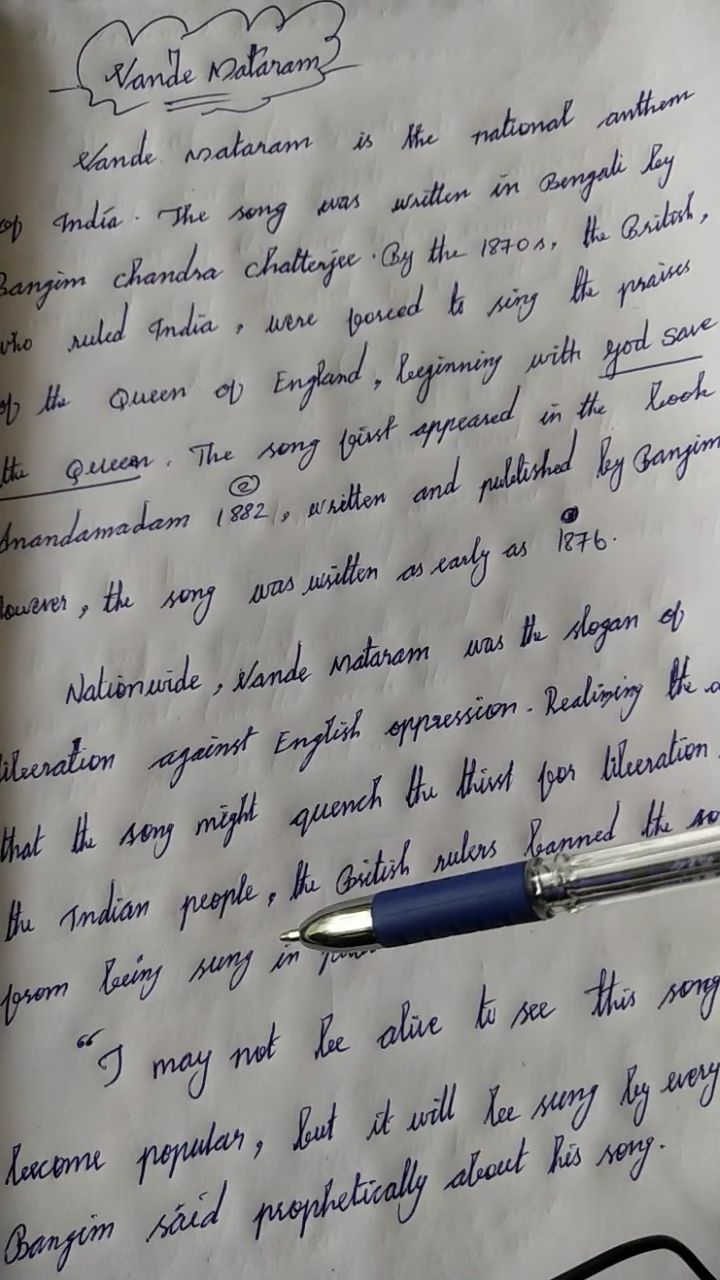 Vande Mataram
Vande Mataram is the national anthem
of India. The song was written in Bengali by
Bangim chandra chatterjee. By the 1870s, the British,
who ruled India, were forced to sing the praises
of the Queen of England, beginning with god save
the Queen. The song first appeared in the book
Anandamadam 1882, written and published by Bangim
However, the song was written as early as 1876.
Nationwide, Vande Mataram was the slogan of
liberation against English oppression. Realizing the
that the song might quench the thirst for liberation
the Indian people, the British rulers banned the
from being sung in
"I may not be alive to see this song
become popular, but it will be sung by every
Bangim said prophetically about his song.